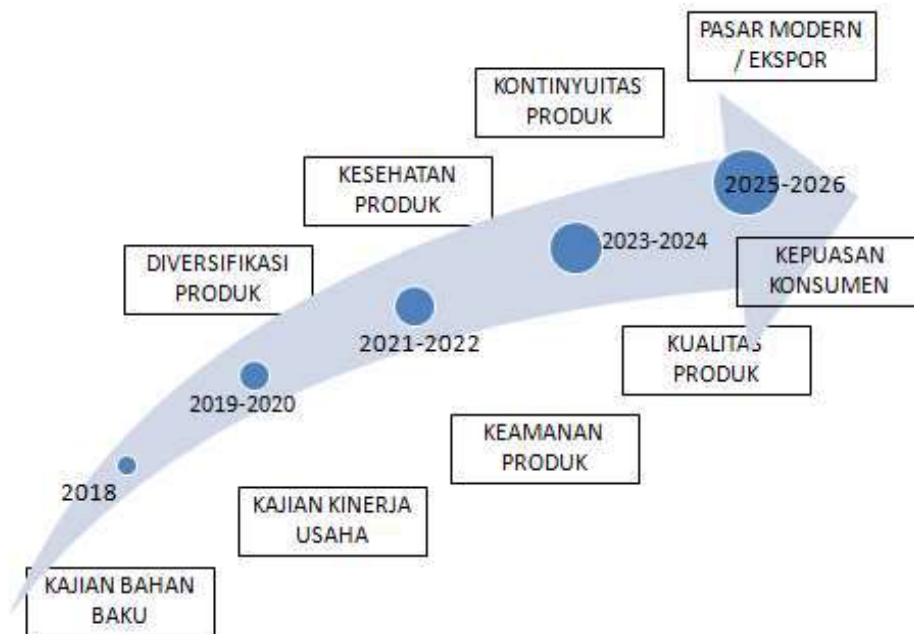 PASAR MODERN
/ EKSPOR
KONTINYUITAS
PRODUK
KESEHATAN
PRODUK
2025-2026
2023-2024
DIVERSIFIKASI
PRODUK
KEPUASAN
KONSUMEN
2021-2022
KUALITAS
PRODUK
2019-2020
KEAMANAN
PRODUK
2018
KAJIAN KINERJA
USAHA
KAJIAN BAHAN
BAKU